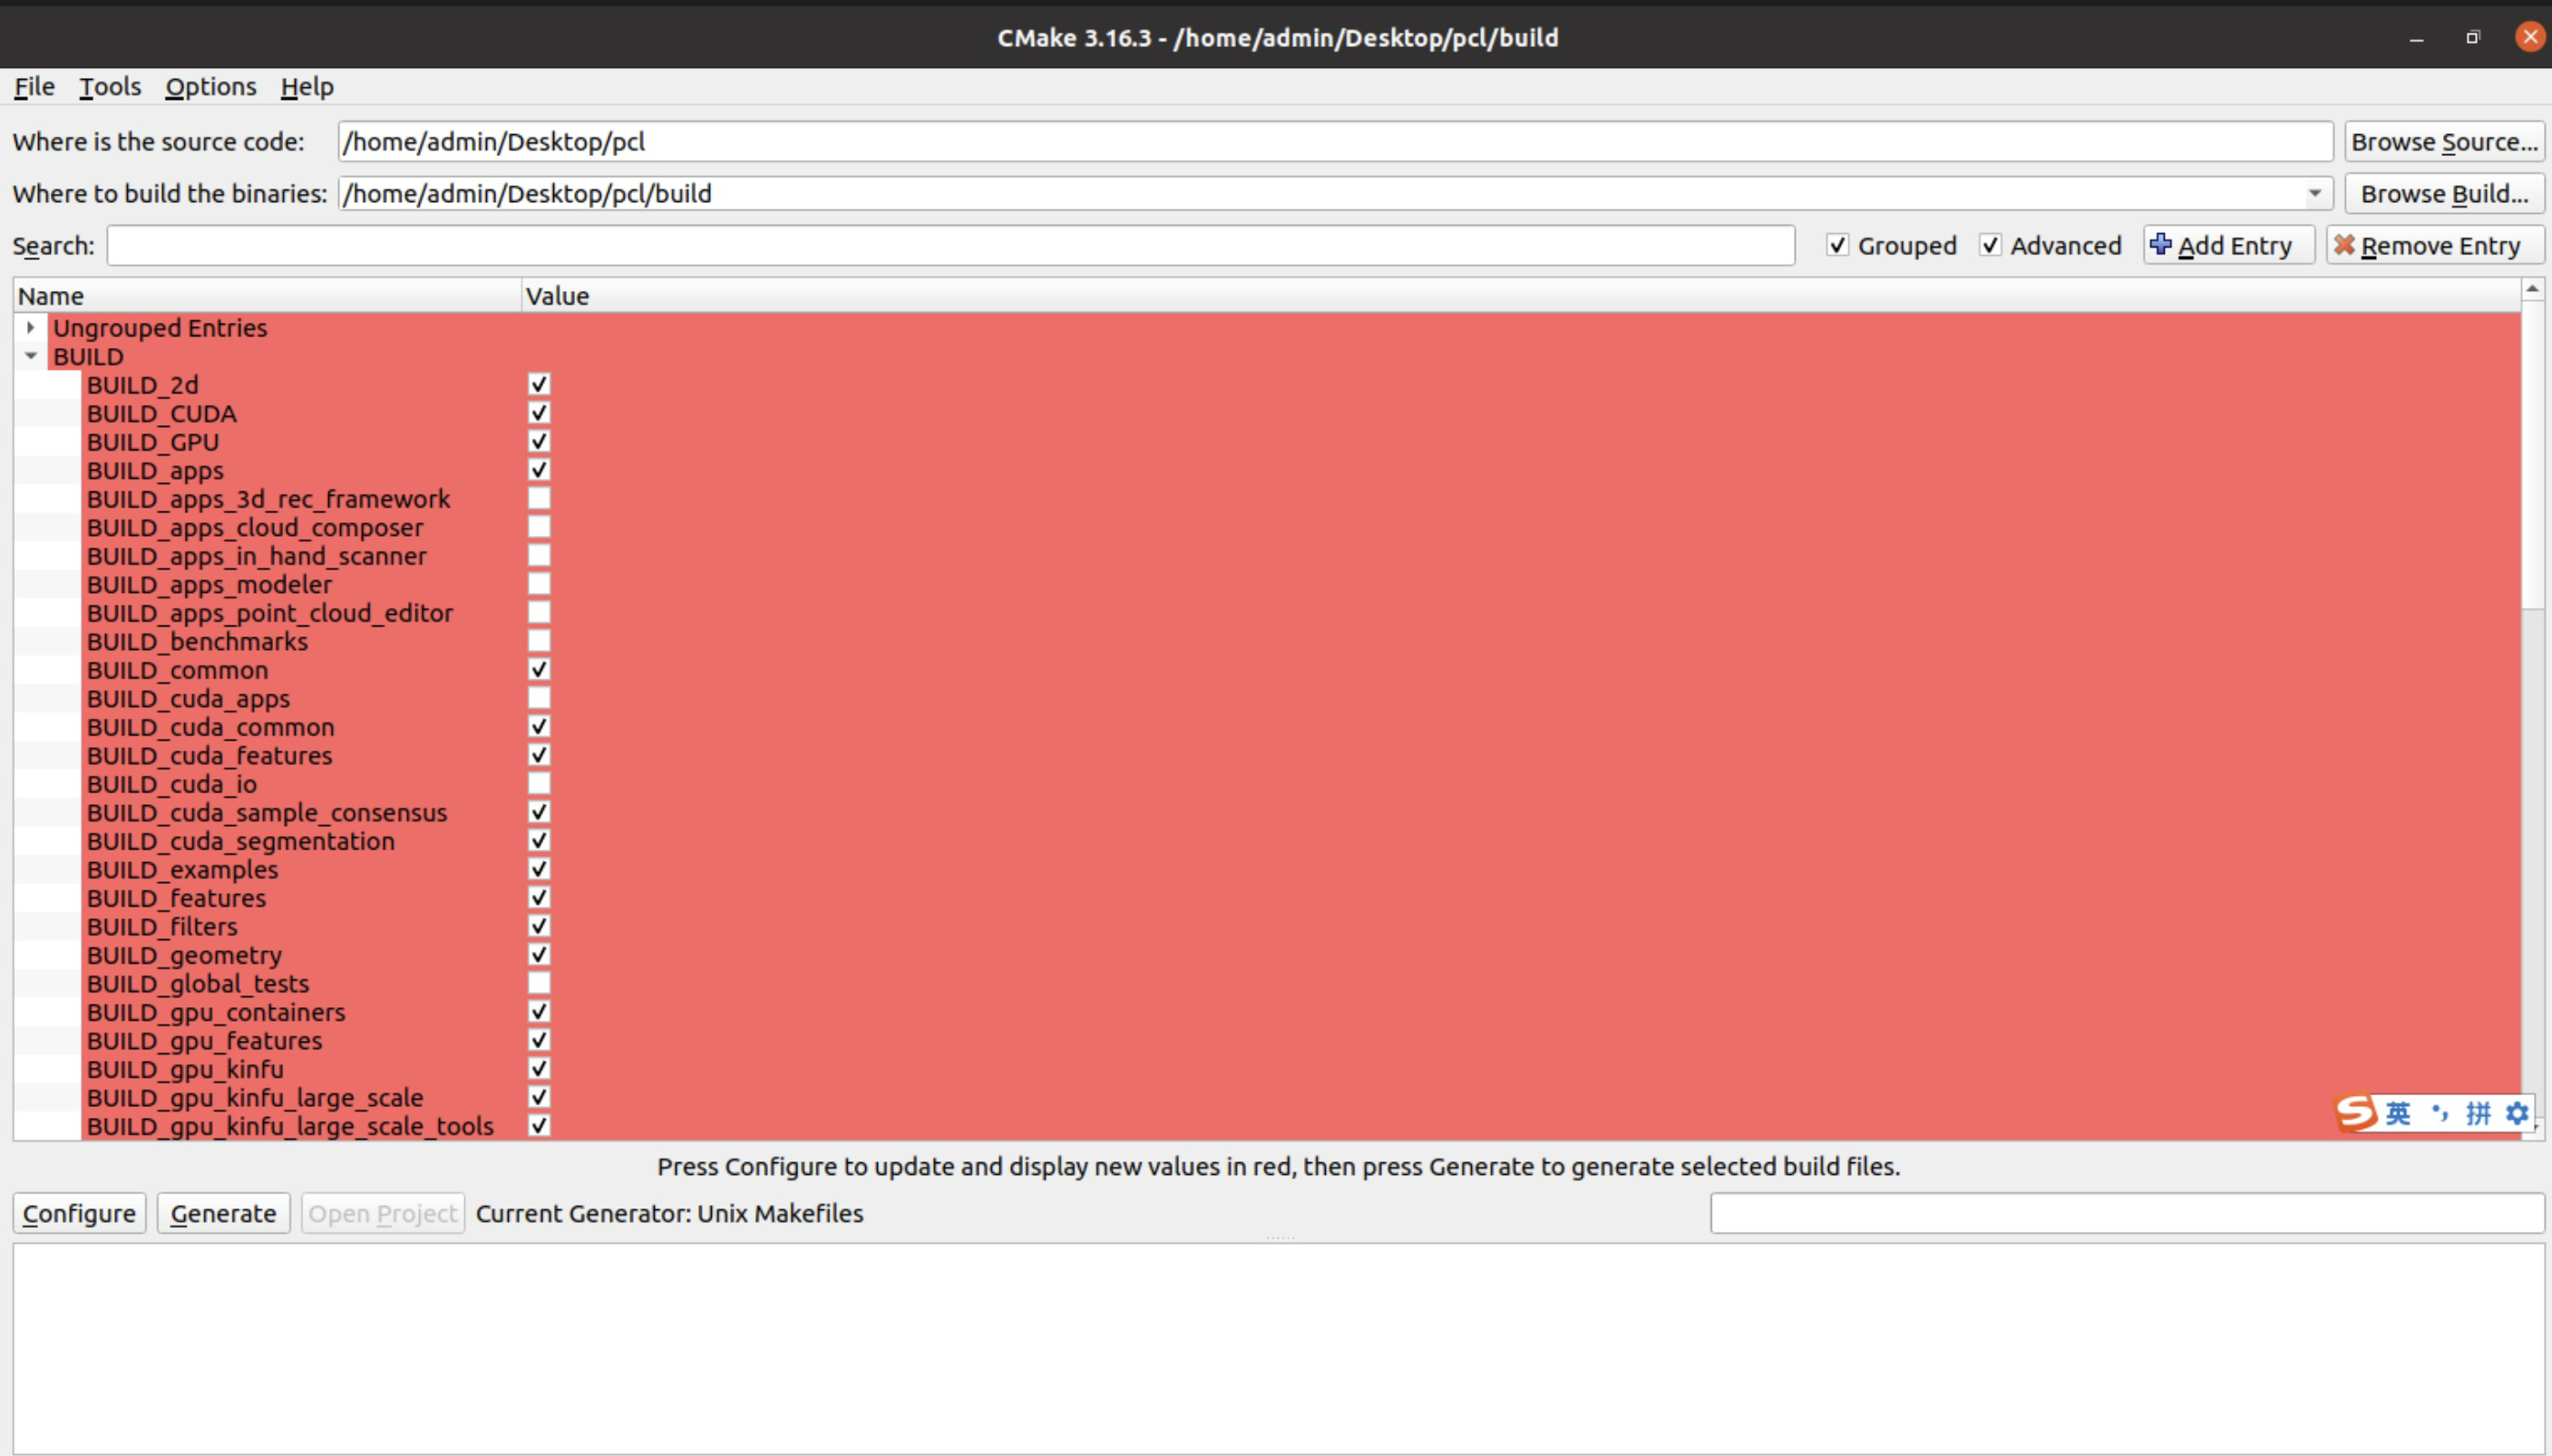 CMake 3.16.3 - /home/admin/Desktop/pcl/build
File Tools Options Help
Where is the source code: /home/admin/Desktop/pcl Browse Source...
Where to build the binaries: /home/admin/Desktop/pcl/build Browse Build...
Search: Grouped Advanced Add Entry Remove Entry
Name Value
Ungrouped Entries
BUILD
BUILD_2d
BUILD_CUDA
BUILD_GPU
BUILD_apps
BUILD_apps_3d_rec_framework
BUILD_apps_cloud_composer
BUILD_apps_in_hand_scanner
BUILD_apps_modeler
BUILD_apps_point_cloud_editor
BUILD_benchmarks
BUILD_common
BUILD_cuda_apps
BUILD_cuda_common
BUILD_cuda_features
BUILD_cuda_io
BUILD_cuda_sample_consensus
BUILD_cuda_segmentation
BUILD_examples
BUILD_features
BUILD_filters
BUILD_geometry
BUILD_global_tests
BUILD_gpu_containers
BUILD_gpu_features
BUILD_gpu_kinfu
BUILD_gpu_kinfu_large_scale
BUILD_gpu_kinfu_large_scale_tools
S 英 拼
Press Configure to update and display new values in red, then press Generate to generate selected build files.
Configure Generate Open Project Current Generator: Unix Makefiles